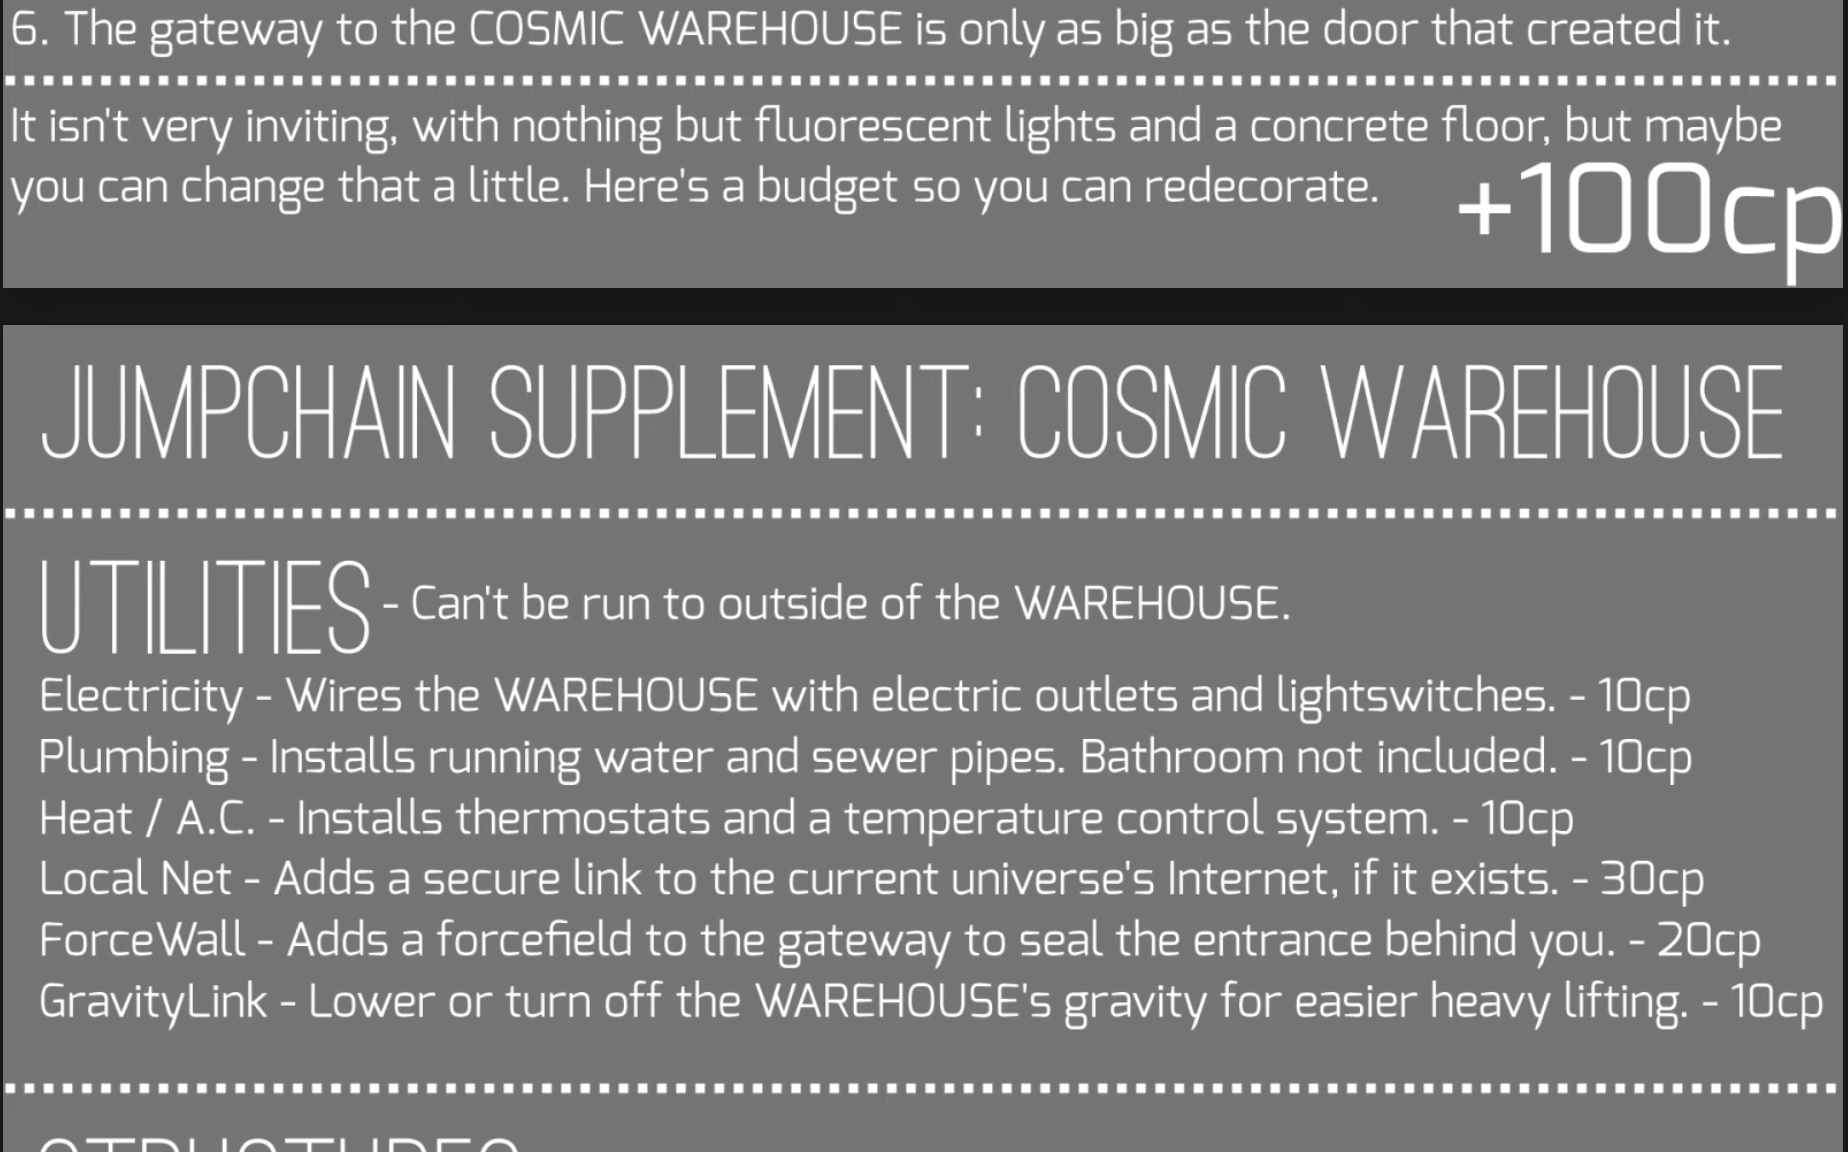 6. The gateway to the COSMIC WAREHOUSE is only as big as the door that created it.
It isn't very inviting, with nothing but fluorescent lights and a concrete floor, but maybe
you can change that a little. Here's a budget so you can redecorate.
+100cp
JUMPCHAIN SUPPLEMENT: COSMIC WAREHOUSE
UTILITIES - Can't be run to outside of the WAREHOUSE.
Electricity - Wires the WAREHOUSE with electric outlets and lightswitches. - 10cp
Plumbing - Installs running water and sewer pipes. Bathroom not included. - 10cp
Heat / A.C. - Installs thermostats and a temperature control system. - 10cp
Local Net - Adds a secure link to the current universe's Internet, if it exists. - 30cp
ForceWall - Adds a forcefield to the gateway to seal the entrance behind you. - 20cp
GravityLink - Lower or turn off the WAREHOUSE's gravity for easier heavy lifting. - 10cp